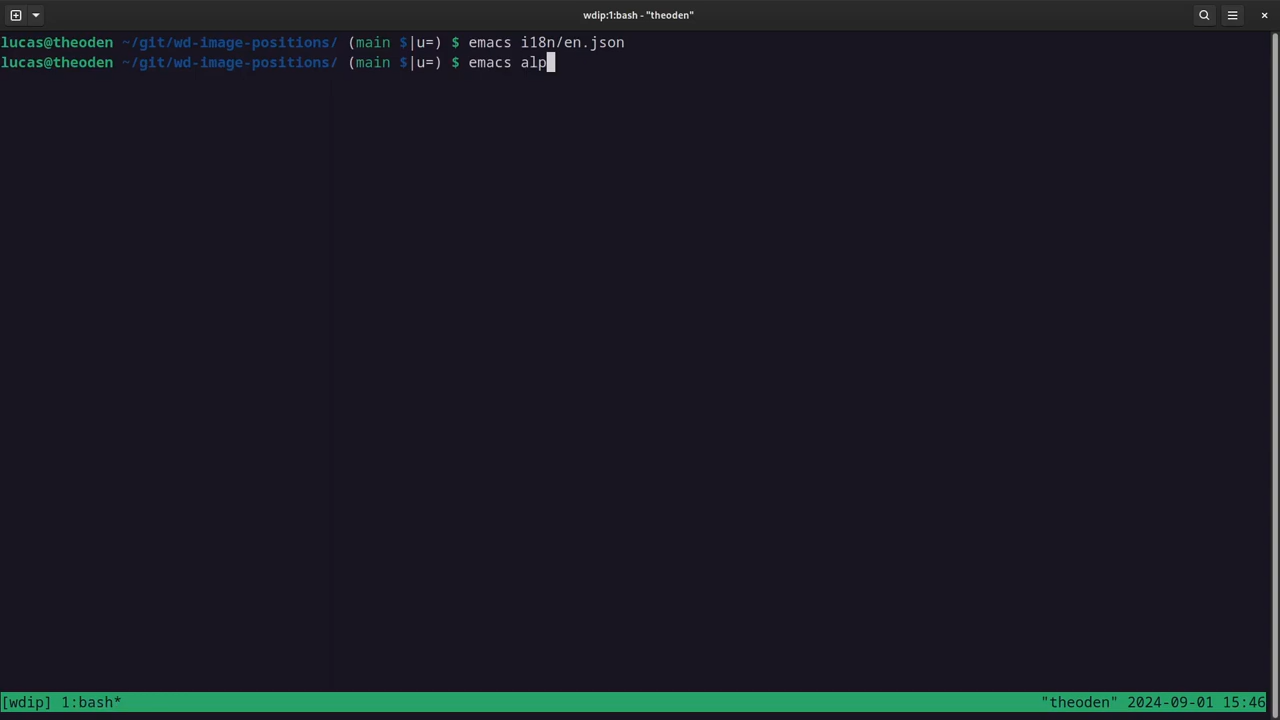 wdip:1:bash - "theoden"
lucas@theoden ~/git/wd-image-positions/ (main $|u=) $ emacs i18n/en.json
lucas@theoden ~/git/wd-image-positions/ (main $|u=) $ emacs alp
[wdip] 1:bash* "theoden" 2024-09-01 15:46